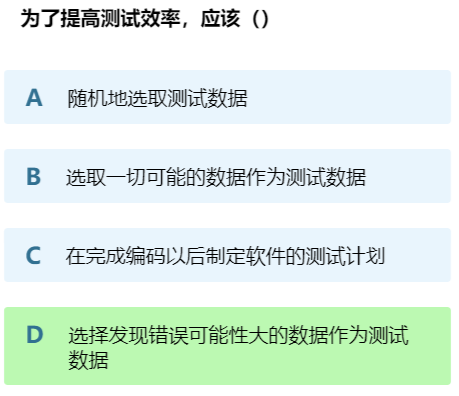 为了提高测试效率，应该（）
A 随机地选取测试数据
B 选取一切可能的数据作为测试数据
C 在完成编码以后制定软件的测试计划
D 选择发现错误可能性大的数据作为测试
数据